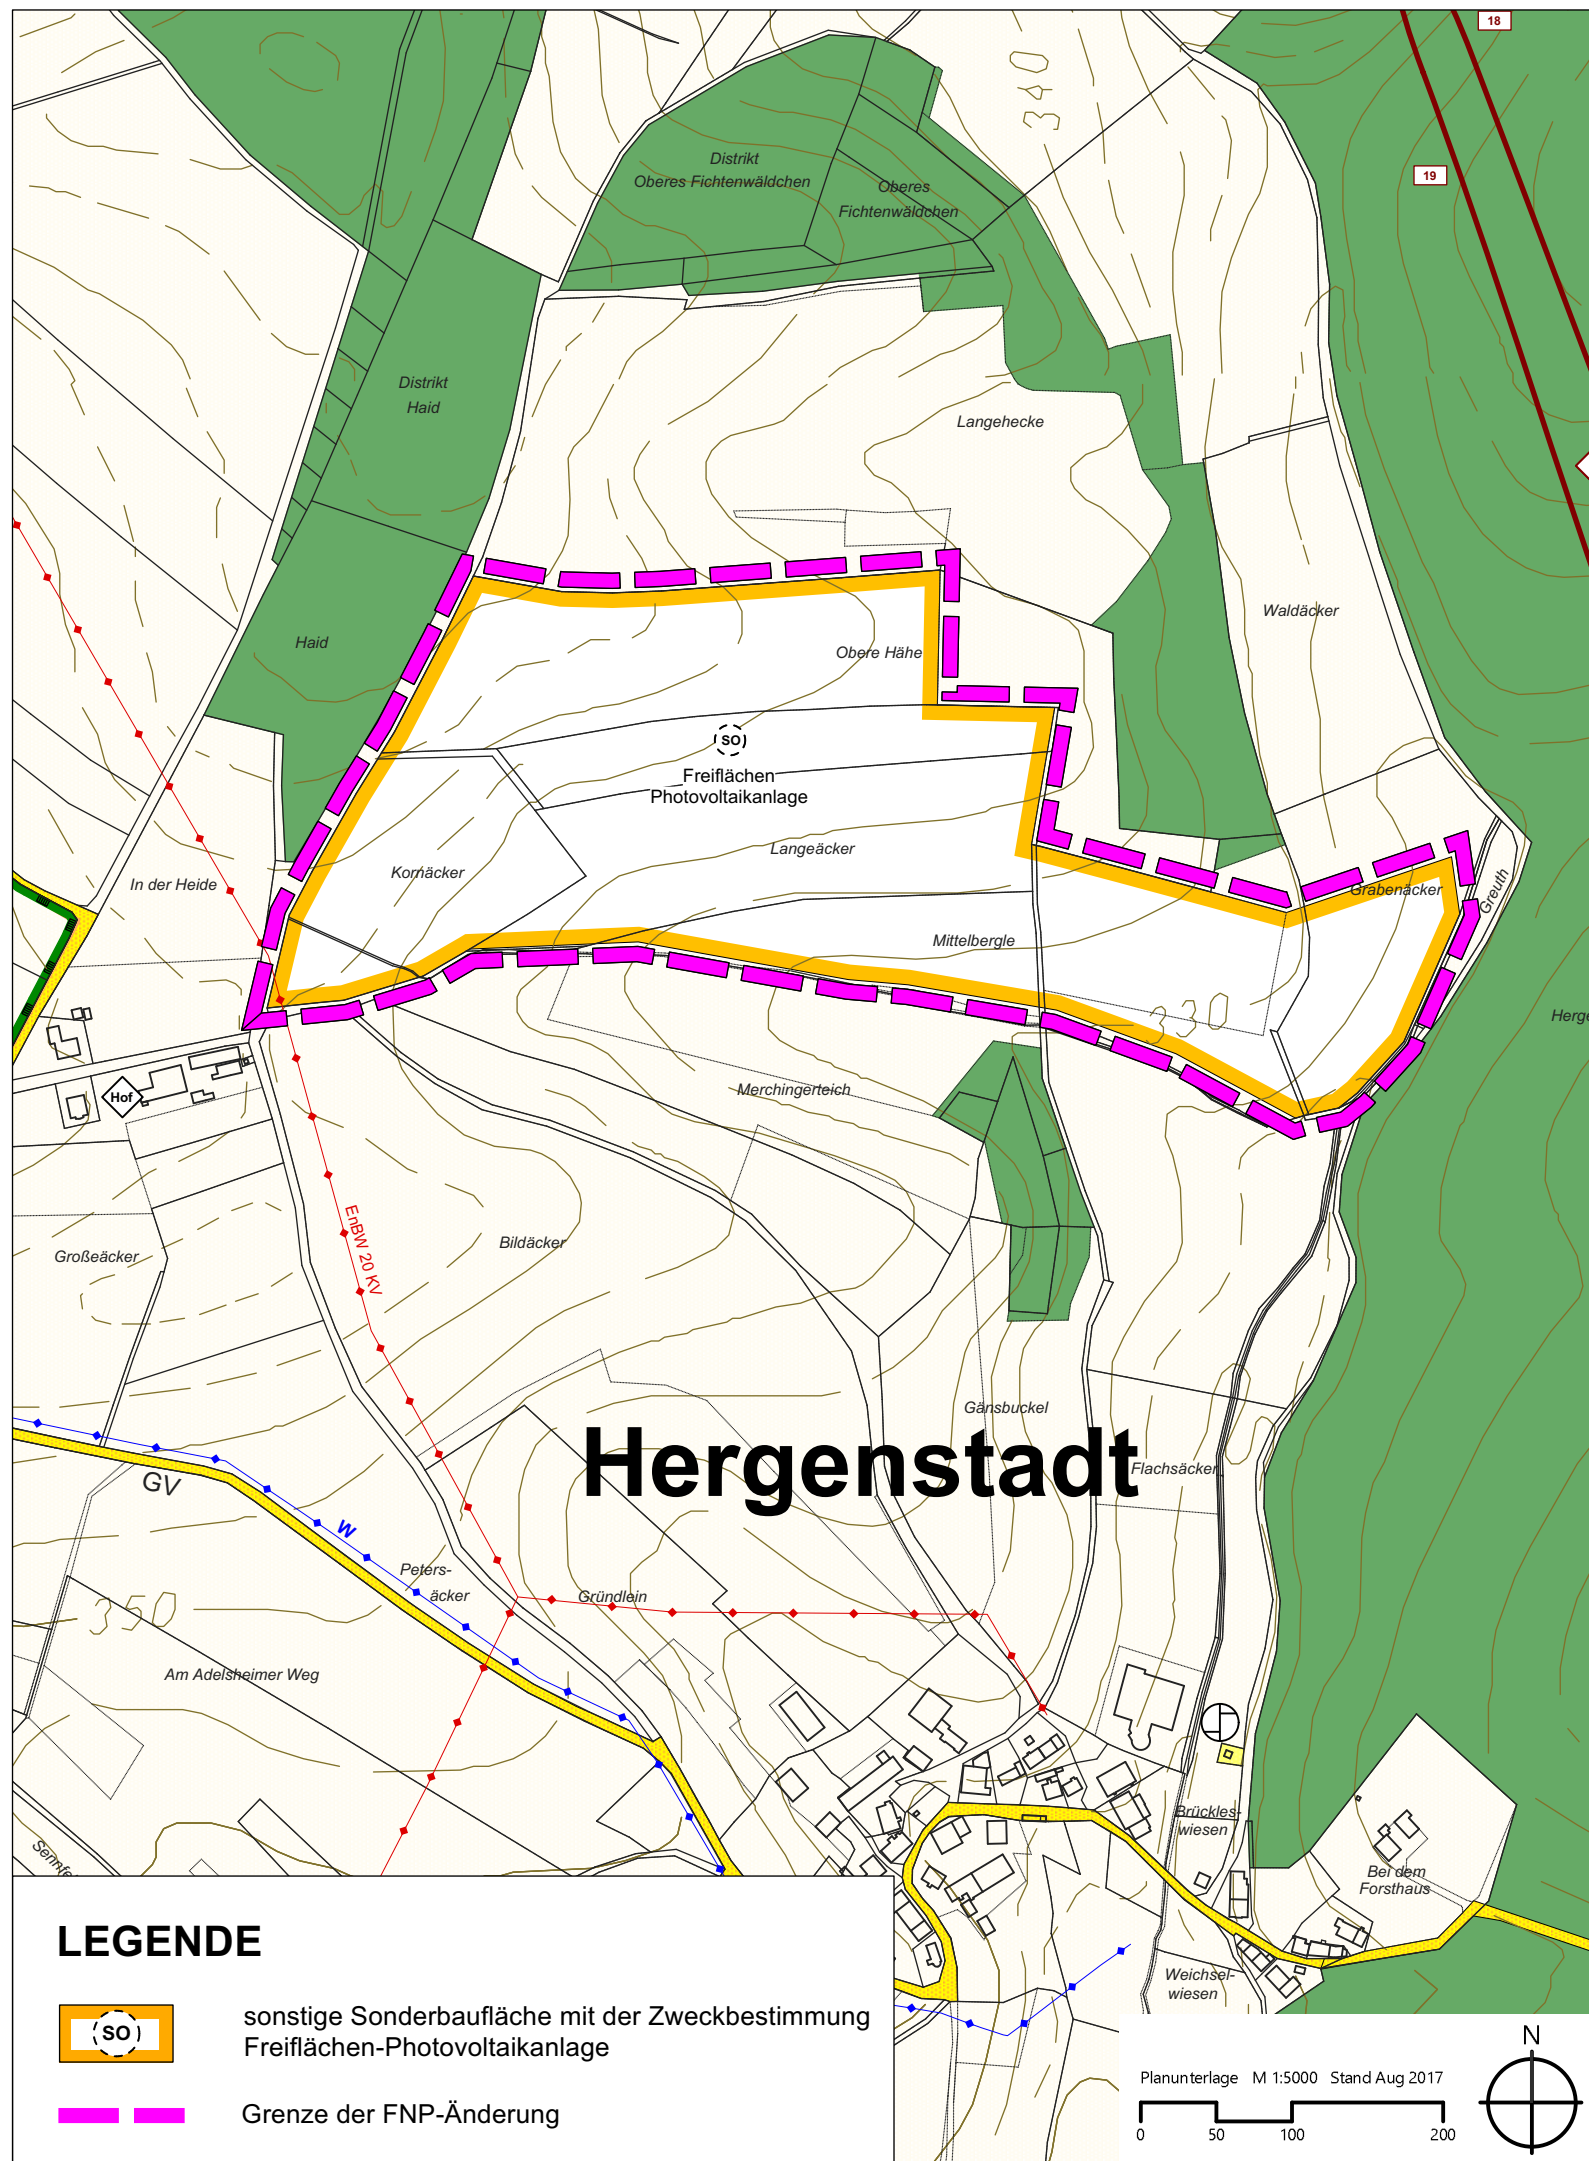 18
340
19
Distrikt
Oberes Fichtenwäldchen
Oberes
Fichtenwäldchen
Distrikt
Haid
Langehecke
Waldäcker
Haid
Obere Hähe
SO
Freiflächen
Photovoltaikanlage
Langeäcker
Kornäcker
In der Heide
Grabenäcker
Greuth
Mittelbergle
330
Herge
Hof
Merchingerteich
EnBW 20 KV
Bildäcker
Großeäcker
Gänsbuckel
Hergenstadt
Flachsäcker
GV
W
Peters-
äcker
Gründlein
350
Am Adelsheimer Weg
Brückles-
wiesen
Bei dem
Forsthaus
Sennfe
Weichsel-
wiesen
LEGENDE
SO
sonstige Sonderbaufläche mit der Zweckbestimmung
Freiflächen-Photovoltaikanlage
Grenze der FNP-Änderung
N
Planunterlage M 1:5000 Stand Aug 2017
0 50 100 200